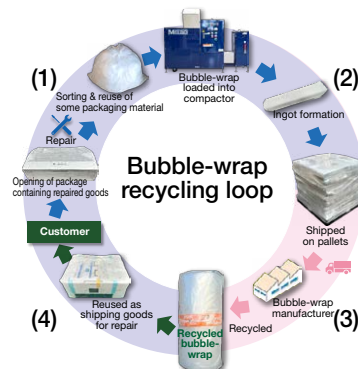 (1)
Sorting & reuse of
some packaging material
Bubble-wrap
loaded into
compactor
(2)
Ingot formation
Repair
Opening of package
containing repaired goods
Bubble-wrap
recycling loop
Shipped
on pallets
Customer
(4)
Reused as
shipping goods
for repair
Recycled
bubble-
wrap
Recycled
Bubble-wrap
manufacturer
(3)